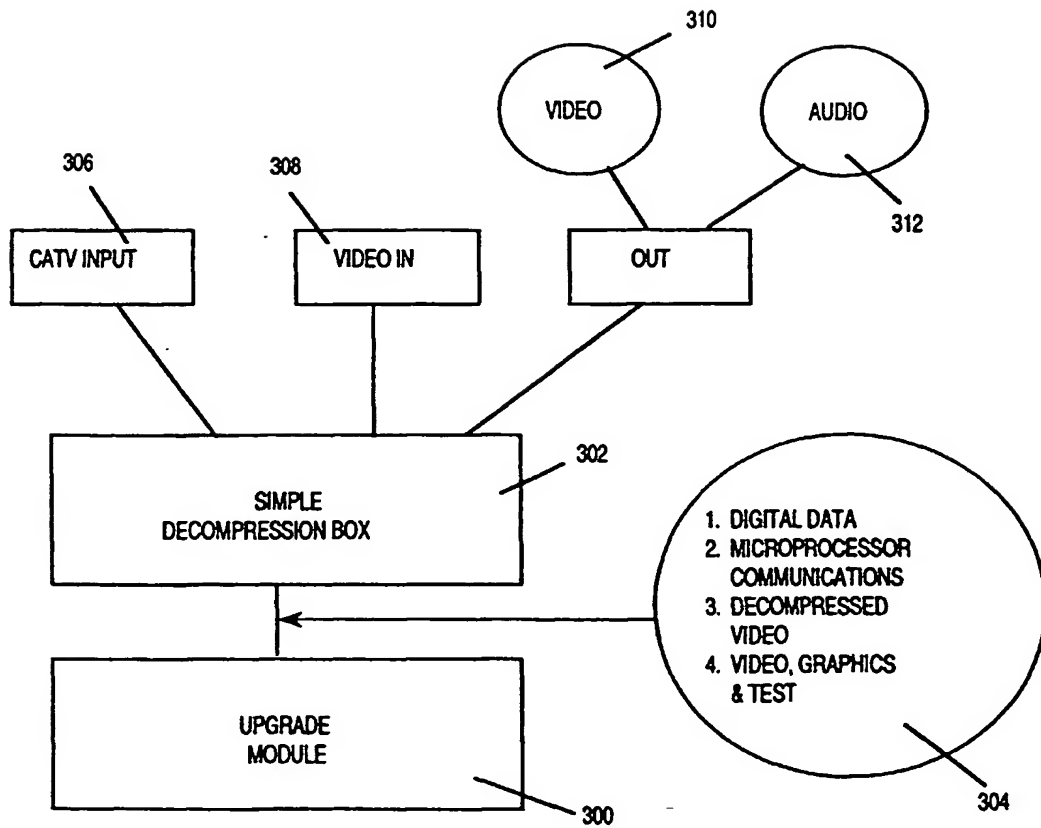 310
VIDEO
AUDIO
306
308
312
CATV INPUT
VIDEO IN
OUT
302
SIMPLE
DECOMPRESSION BOX
1. DIGITAL DATA
2. MICROPROCESSOR
COMMUNICATIONS
3. DECOMPRESSED
VIDEO
4. VIDEO, GRAPHICS
& TEST
UPGRADE
MODULE
300
304